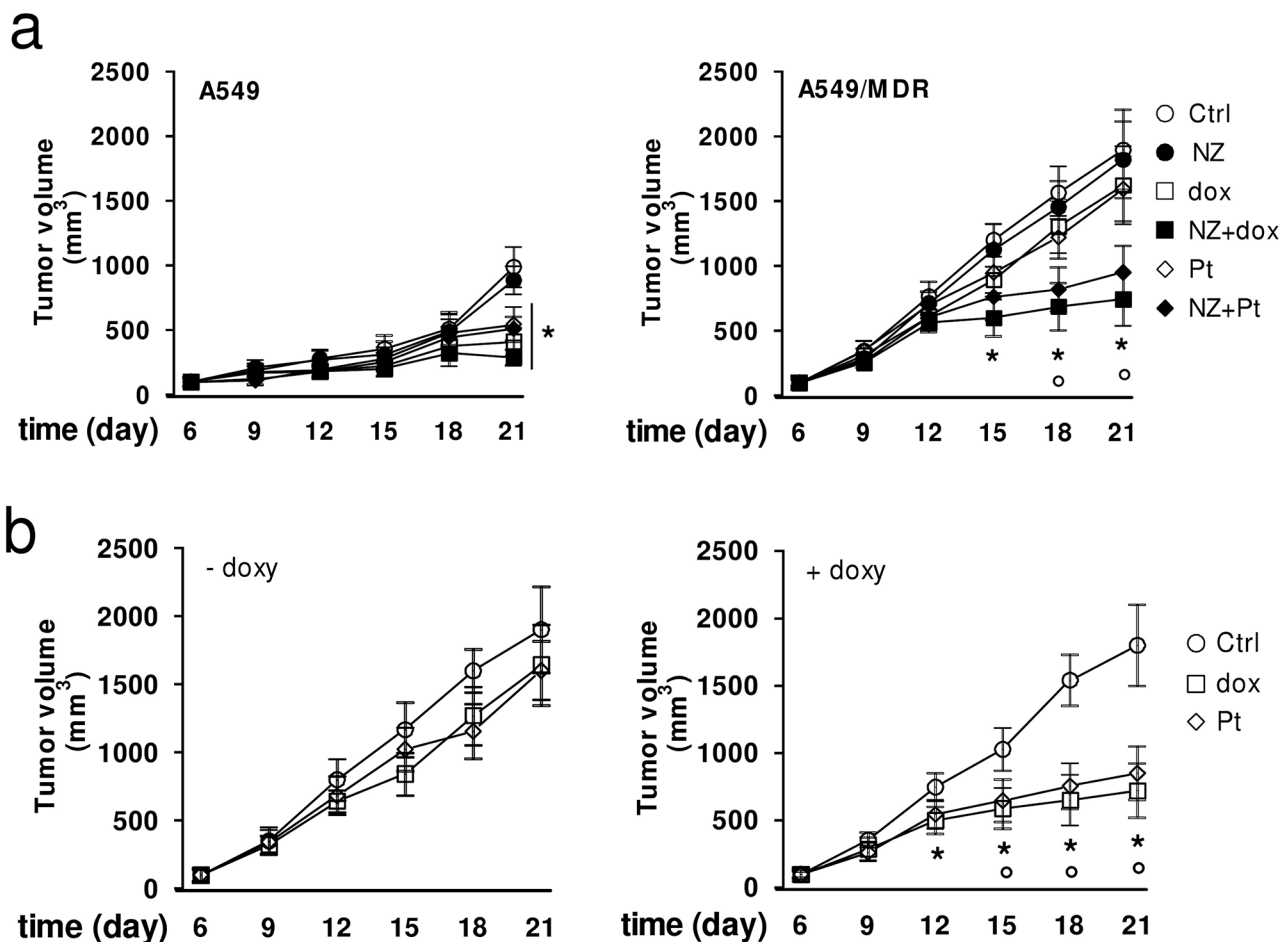 a
A549
2500
2000
1500
1000
500
0
Tumor volume
(mm3)
*
time (day) 6 9 12 15 18 21
A549/MDR
2500
2000
1500
1000
500
0
Tumor volume
(mm3)
* * *
time (day) 6 9 12 15 18 21
Ctrl
NZ
dox
NZ+dox
Pt
NZ+Pt
b
- doxy
2500
2000
1500
1000
500
0
Tumor volume
(mm3)
time (day) 6 9 12 15 18 21
+ doxy
2500
2000
1500
1000
500
0
Tumor volume
(mm3)
* * * *
time (day) 6 9 12 15 18 21
Ctrl
dox
Pt